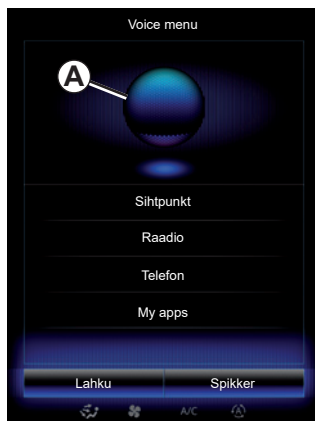 Voice menu
A
Sihtpunkt
Raadio
Telefon
My apps
Lahku Spikker
A/C A